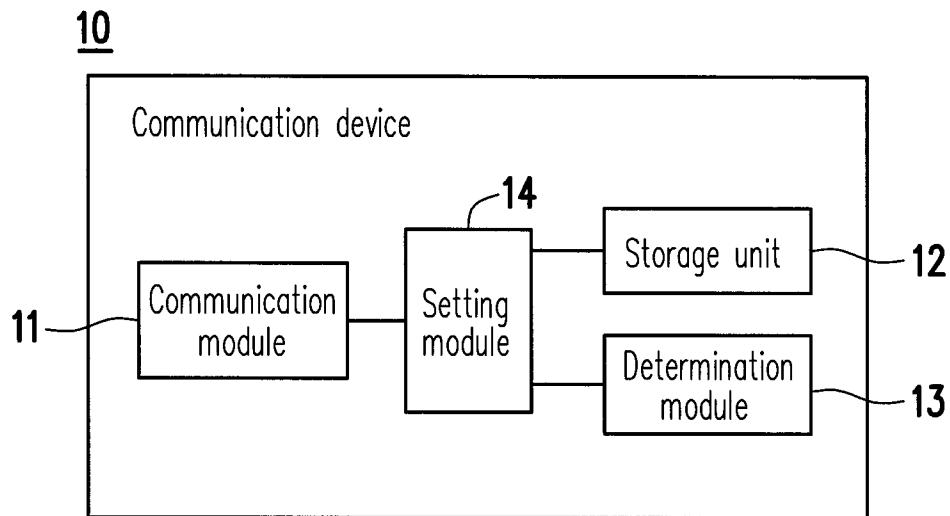 10
Communication device
14
Storage unit
12
Communication
module
11
Setting
module
Determination
module
13